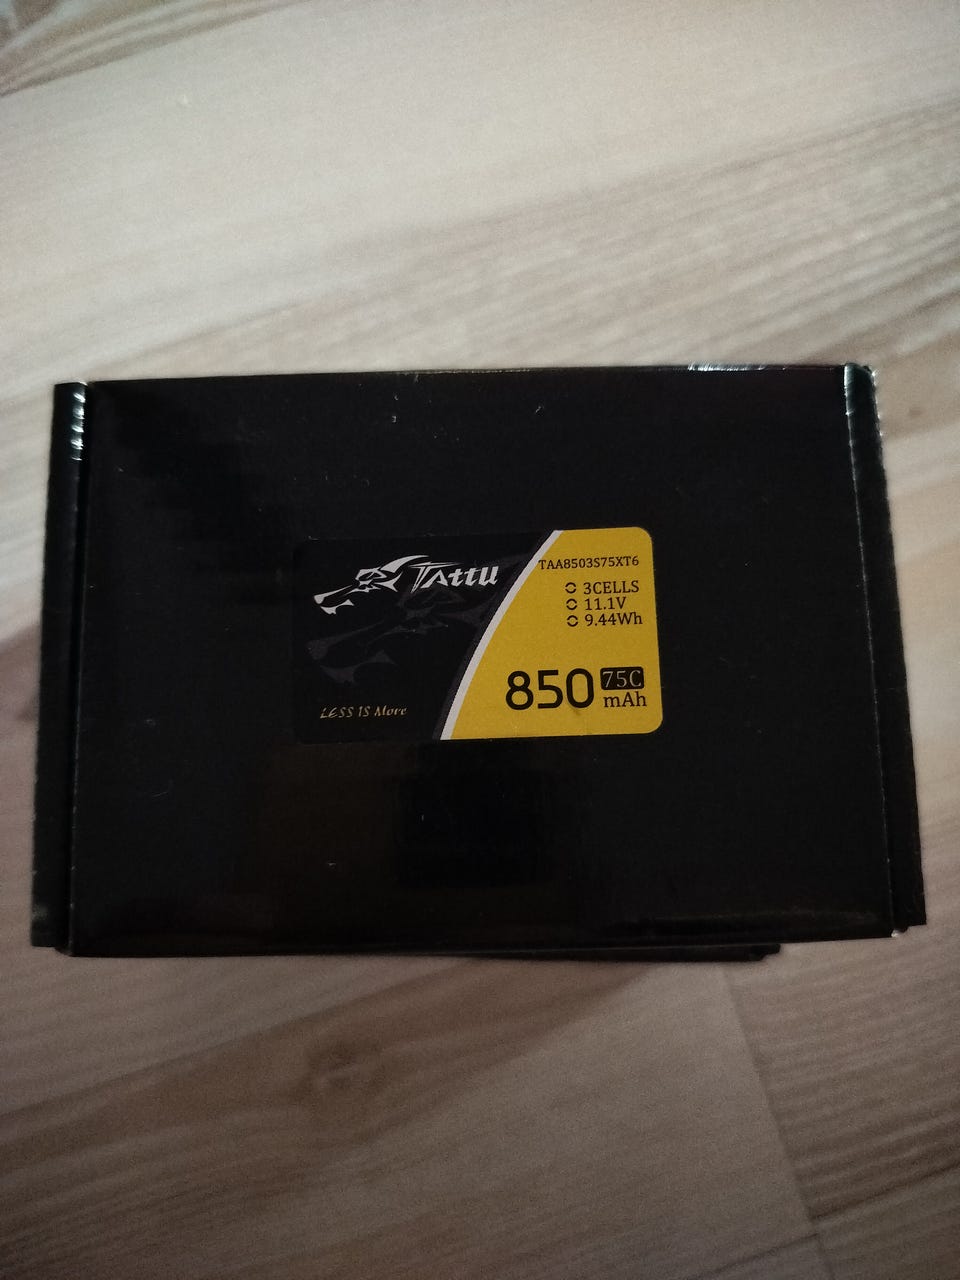 TATTU
TAA8503S75XT6
3CELLS
11.1V
9.44Wh
850 75C
mAh
LESS IS More